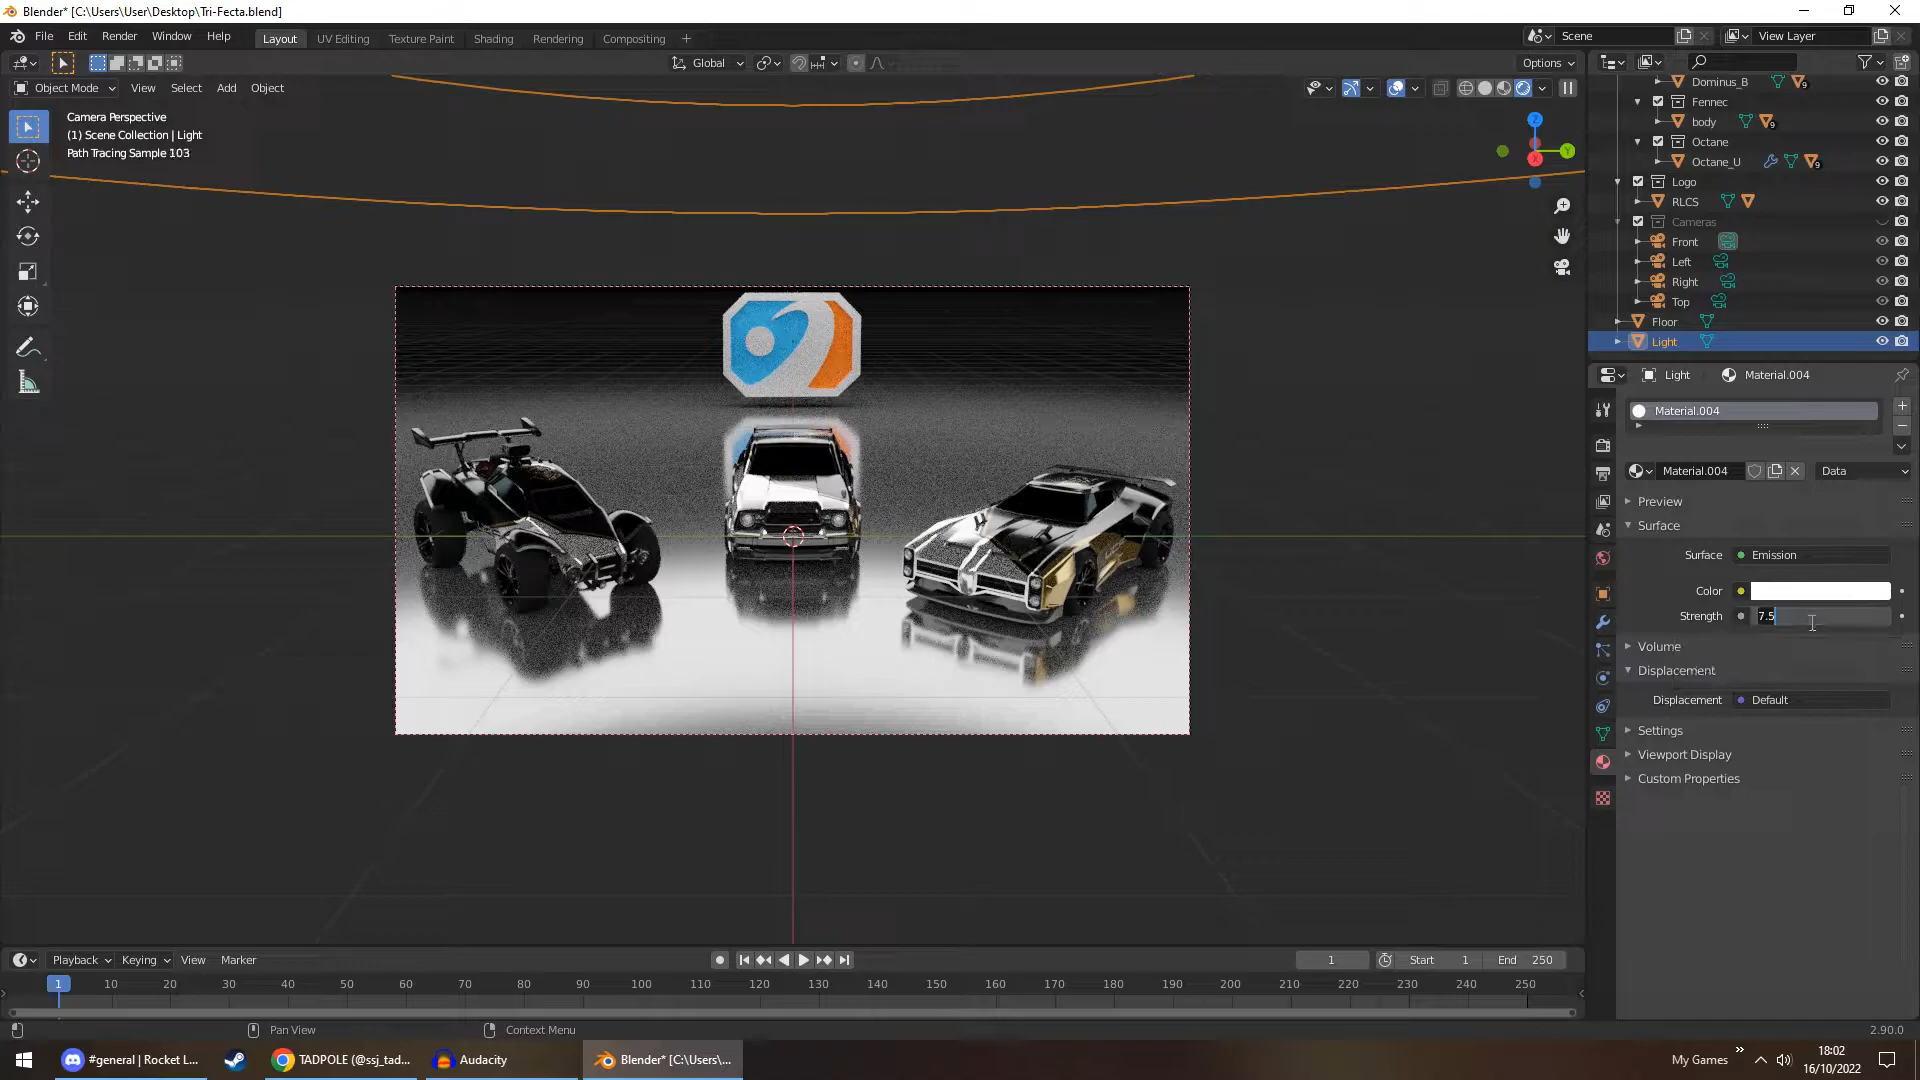 Blender* [C:\Users\User\Desktop\Tri-Fecta.blend]
File Edit Render Window Help
Layout UV Editing Texture Paint Shading Rendering Compositing +
Scene
View Layer
Global
Options
Object Mode View Select Add Object
Camera Perspective
(1) Scene Collection | Light
Path Tracing Sample 103
Z
Y
X
Dominus_B
9
Fennec
body
9
Octane
Octane_U
9
Logo
RLCS
Cameras
Front
Left
Right
Top
Floor
Light
Light Material.004
Material.004
Material.004 Data
Preview
Surface
Surface Emission
Color
Strength 7.5
Volume
Displacement
Displacement Default
Settings
Viewport Display
Custom Properties
Playback Keying View Marker
1 Start 1 End 250
1 10 20 30 40 50 60 70 80 90 100 110 120 130 140 150 160 170 180 190 200 210 220 230 240 250
Pan View Context Menu
2.90.0
#general | Rocket L...
TADPOLE (@ssj_tad...
Audacity
Blender* [C:\Users\...
My Games
18:02
16/10/2022